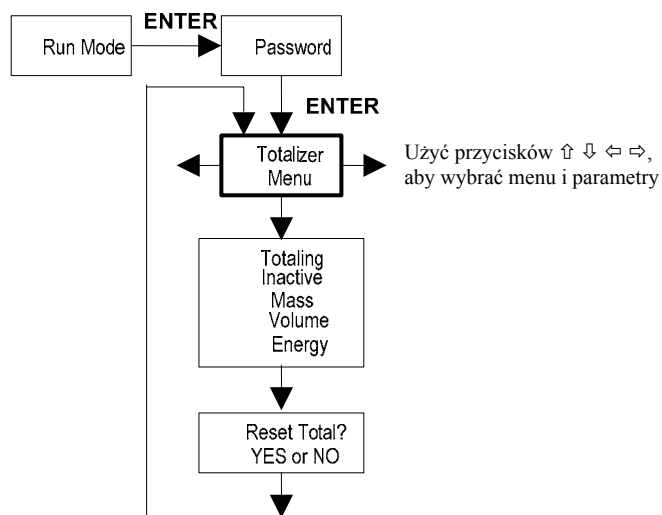 ENTER
Run Mode
Password
ENTER
Totalizer
Menu
Użyć przycisków ⇧ ⇩ ⇦ ⇨,
aby wybrać menu i parametry
Totaling
Inactive
Mass
Volume
Energy
Reset Total?
YES or NO